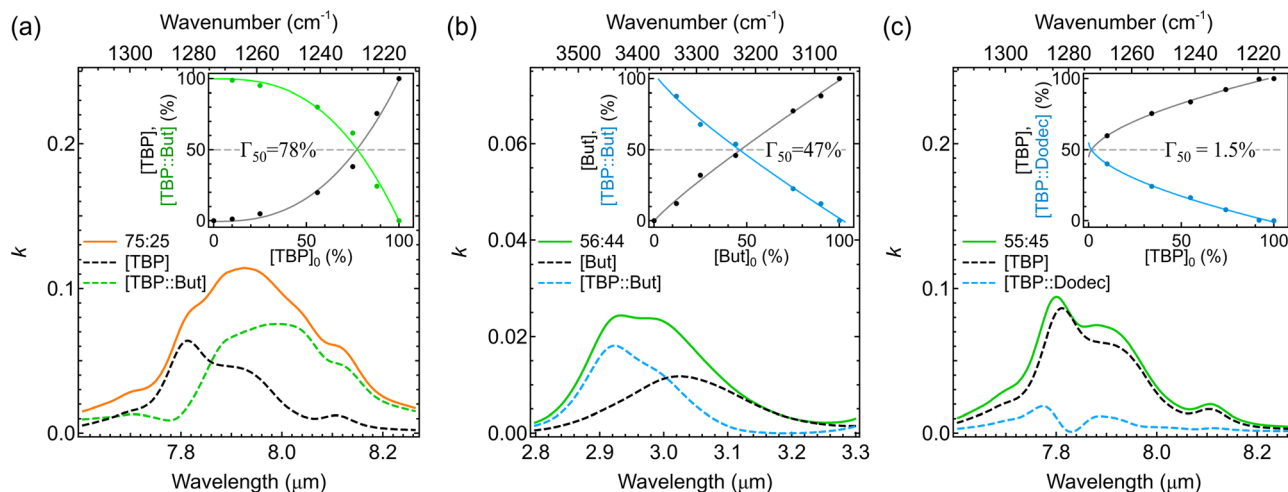 (a)
Wavenumber (cm-1)
1300 1280 1260 1240 1220
0.2
0.1
0.0
k
100
50
0
[TBP],
[TBP::But] (%)
Γ50=78%
0 50 100
[TBP]0 (%)
75:25
[TBP]
[TBP::But]
7.8 8.0 8.2
Wavelength (μm)
(b)
Wavenumber (cm-1)
3500 3400 3300 3200 3100
0.06
0.04
0.02
0.00
k
100
50
0
[But],
[TBP::But] (%)
Γ50=47%
0 50 100
[But]0 (%)
56:44
[But]
[TBP::But]
2.8 2.9 3.0 3.1 3.2 3.3
Wavelength (μm)
(c)
Wavenumber (cm-1)
1300 1280 1260 1240 1220
0.2
0.1
0.0
k
100
50
0
[TBP],
[TBP::Dodec] (%)
Γ50 = 1.5%
0 50 100
[TBP]0 (%)
55:45
[TBP]
[TBP::Dodec]
7.8 8.0 8.2
Wavelength (μm)